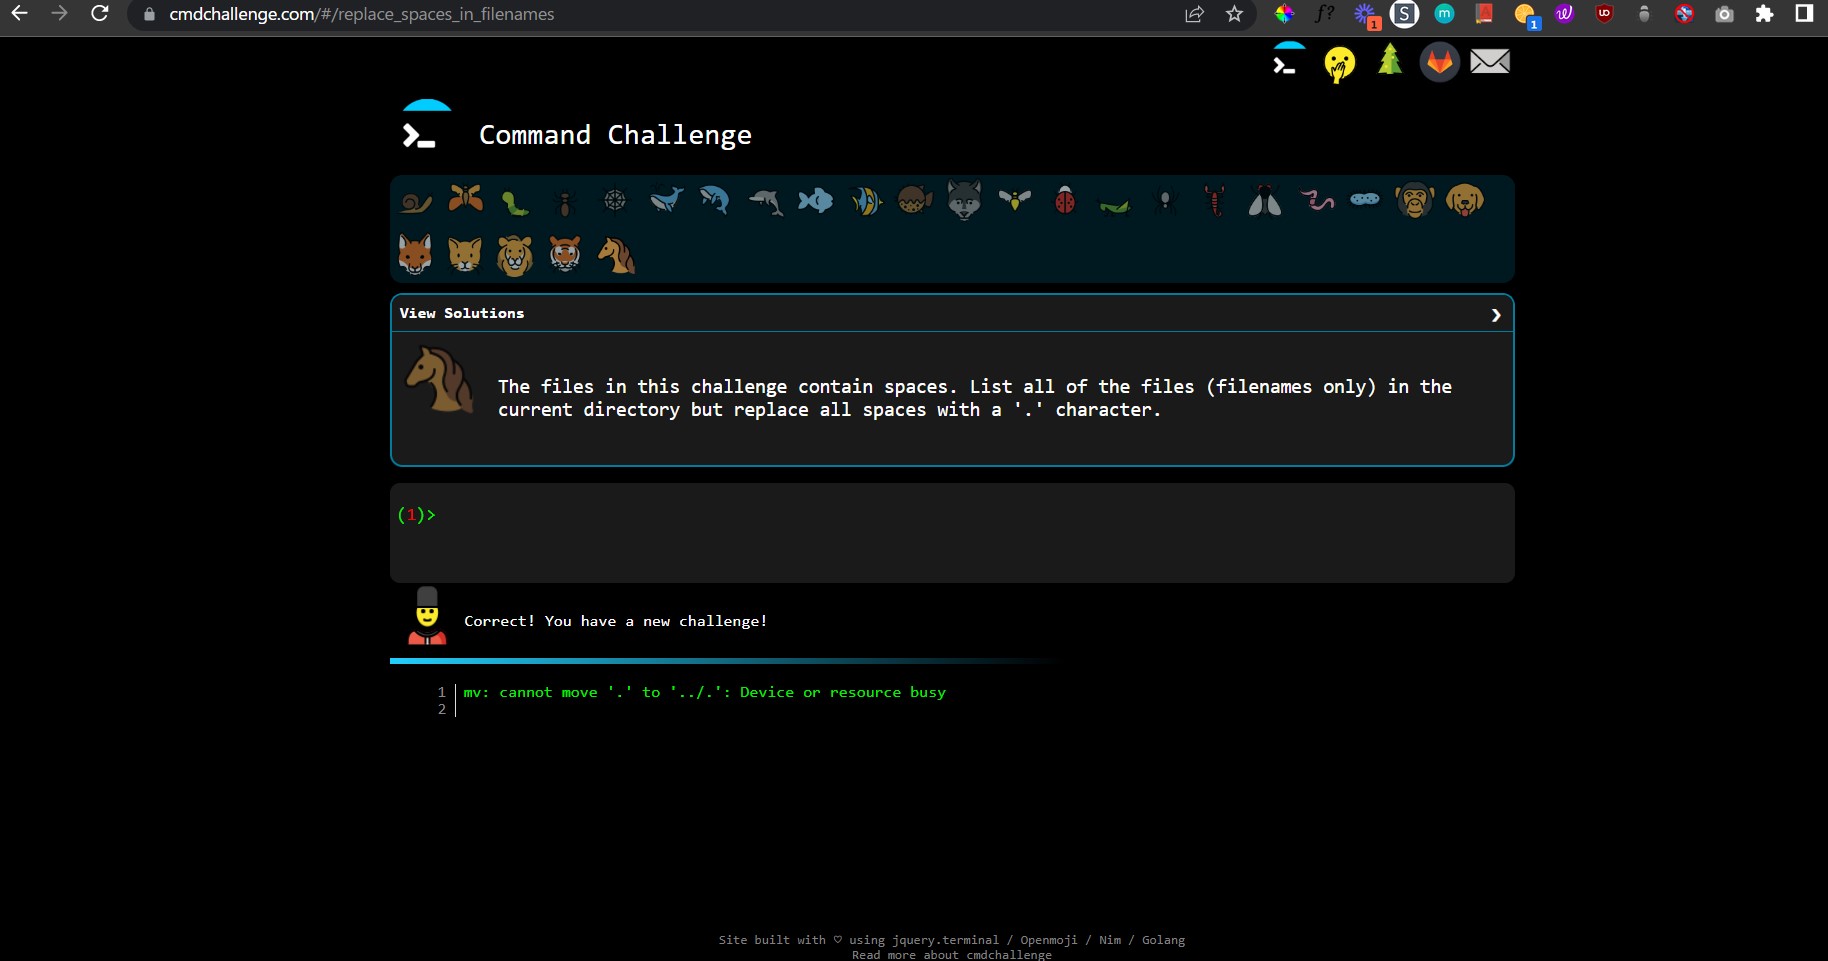 cmdchallenge.com/#/replace_spaces_in_filenames
f?
1
S
m
1
w
Command Challenge
View Solutions
The files in this challenge contain spaces. List all of the files (filenames only) in the
current directory but replace all spaces with a '.' character.
(1)>
Correct! You have a new challenge!
1 mv: cannot move '.' to '../.': Device or resource busy
2
Site built with ♡ using jquery.terminal / Openmoji / Nim / Golang
Read more about cmdchallenge